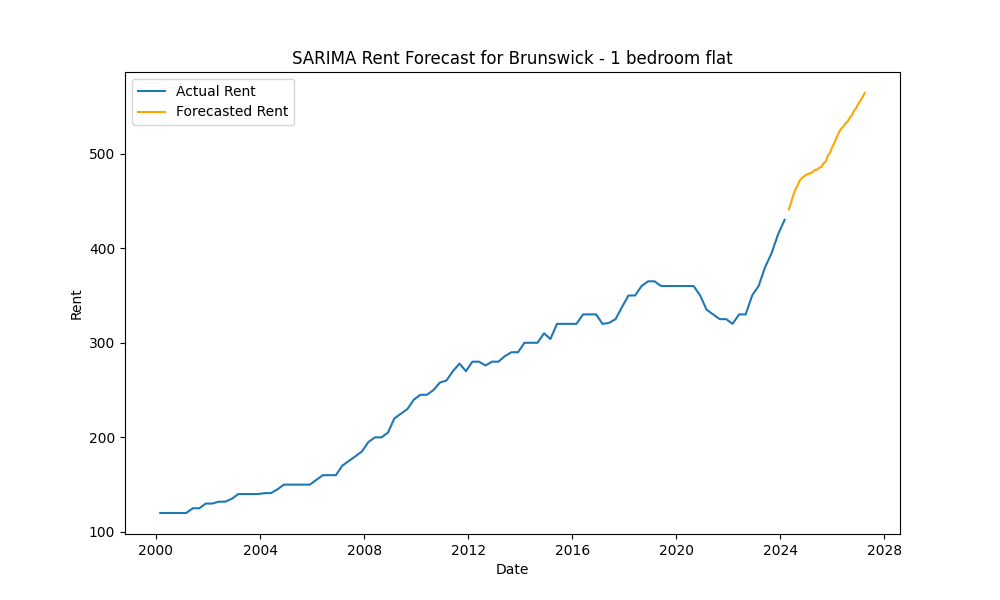 SARIMA Rent Forecast for Brunswick - 1 bedroom flat
Actual Rent
Forecasted Rent
500
400
300
200
100
Rent
2000 2004 2008 2012 2016 2020 2024 2028
Date